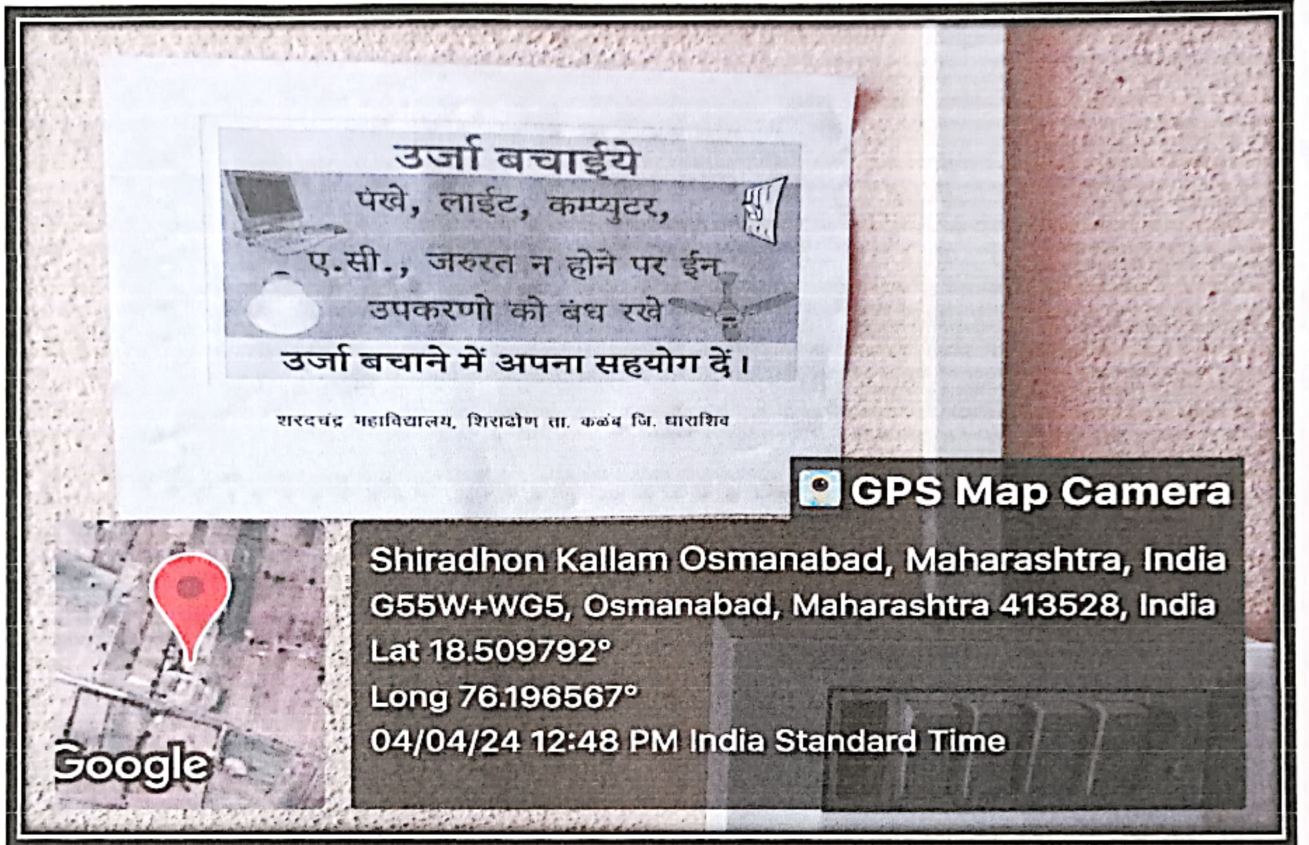 उर्जा बचाईये
पंखे, लाईट, कम्प्युटर,
ए.सी., जरुरत न होने पर ईन
उपकरणो को बंध रखे
उर्जा बचाने में अपना सहयोग दें।
शरदचंद्र महाविद्यालय, शिराढोण ता. कळंब जि. धाराशिव
GPS Map Camera
Shiradhon Kallam Osmanabad, Maharashtra, India
G55W+WG5, Osmanabad, Maharashtra 413528, India
Lat 18.509792°
Long 76.196567°
04/04/24 12:48 PM India Standard Time
Google